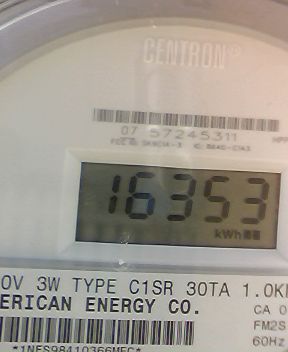 CENTRON®
07 57245311
16353
kWh
0V 3W TYPE C1SR 30TA 1.0K
ERICAN ENERGY CO.
CA 0
FM2S
60Hz
*1NES98410366MEC*